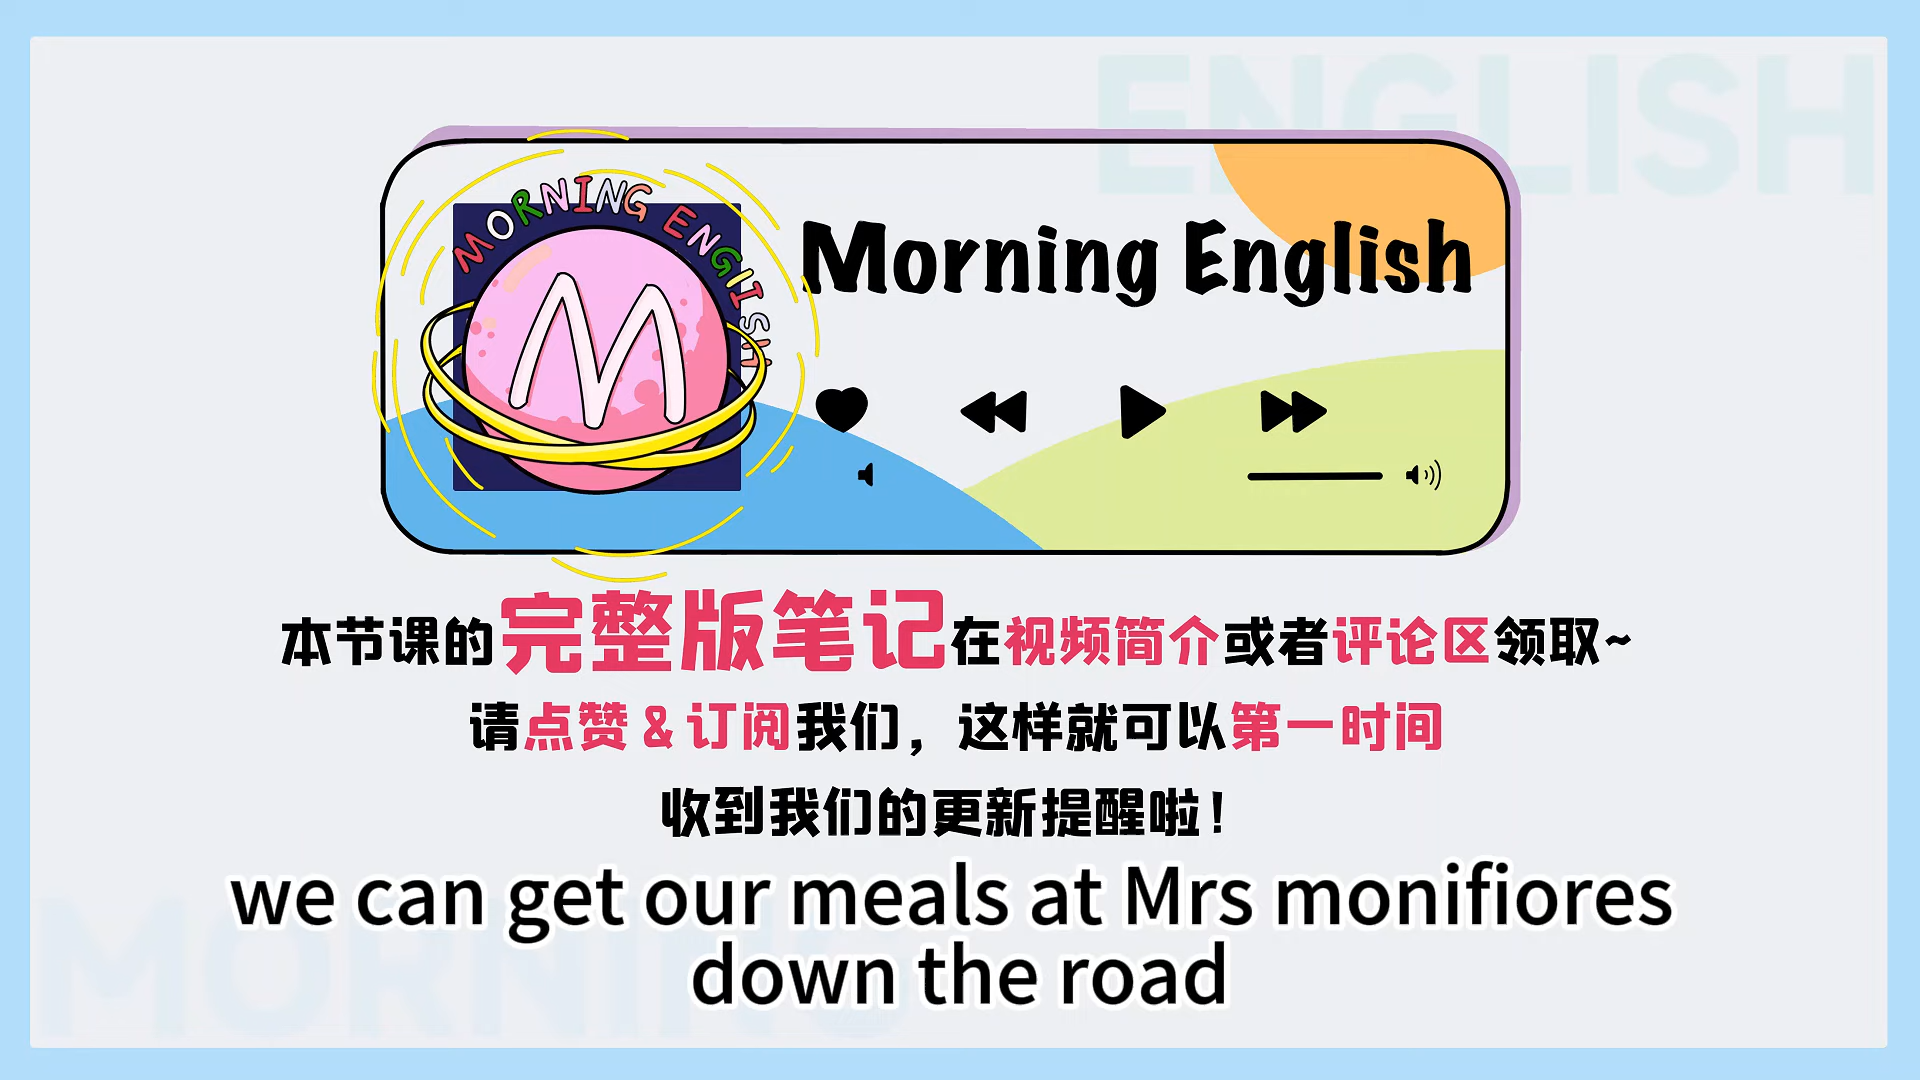 ENGLISH
MORNING ENGLISH
M
Morning English
本节课的完整版笔记在视频简介或者评论区领取~
请点赞&订阅我们，这样就可以第一时间
收到我们的更新提醒啦！
we can get our meals at Mrs monifiores
down the road
MORNING